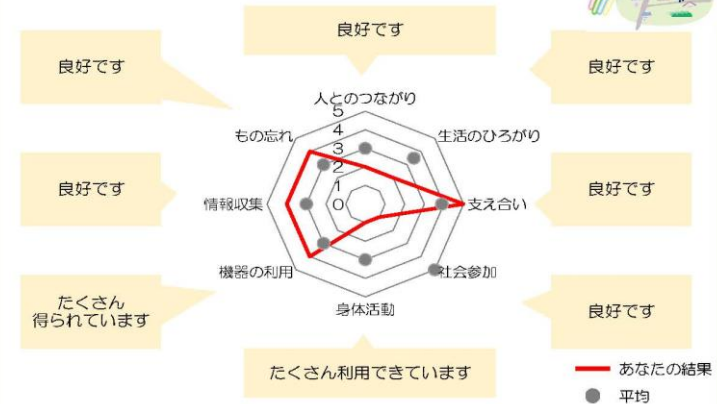 良好です
良好です
良好です
人とのつながり
5
4
3
2
1
0
もの忘れ
生活のひろがり
良好です
情報収集
支え合い
良好です
機器の利用
社会参加
たくさん
得られています
身体活動
良好です
たくさん利用できています
あなたの結果
平均